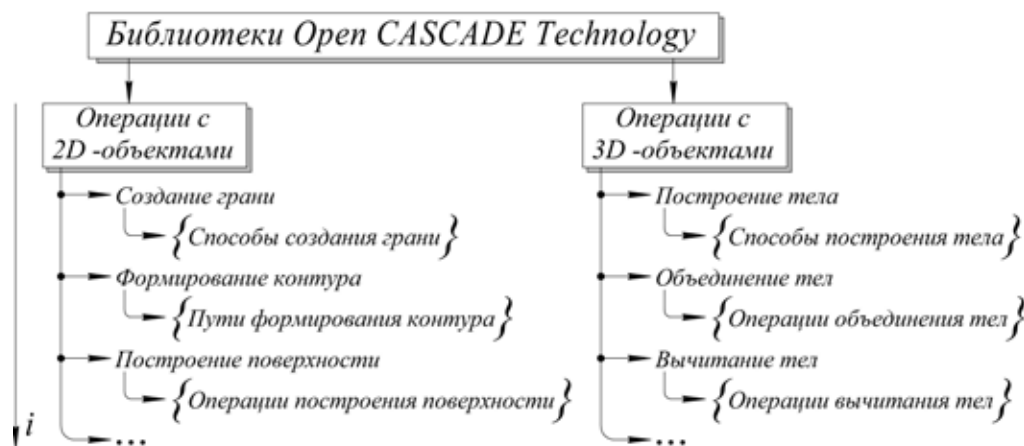 Библиотеки Open CASCADE Technology
Операции с
2D -объектами
Создание грани
{Способы создания грани}
Формирование контура
{Пути формирования контура}
Построение поверхности
{Операции построения поверхности}
...
i
Операции с
3D -объектами
Построение тела
{Способы построения тела}
Объединение тел
{Операции объединения тел}
Вычитание тел
{Операции вычитания тел}
...